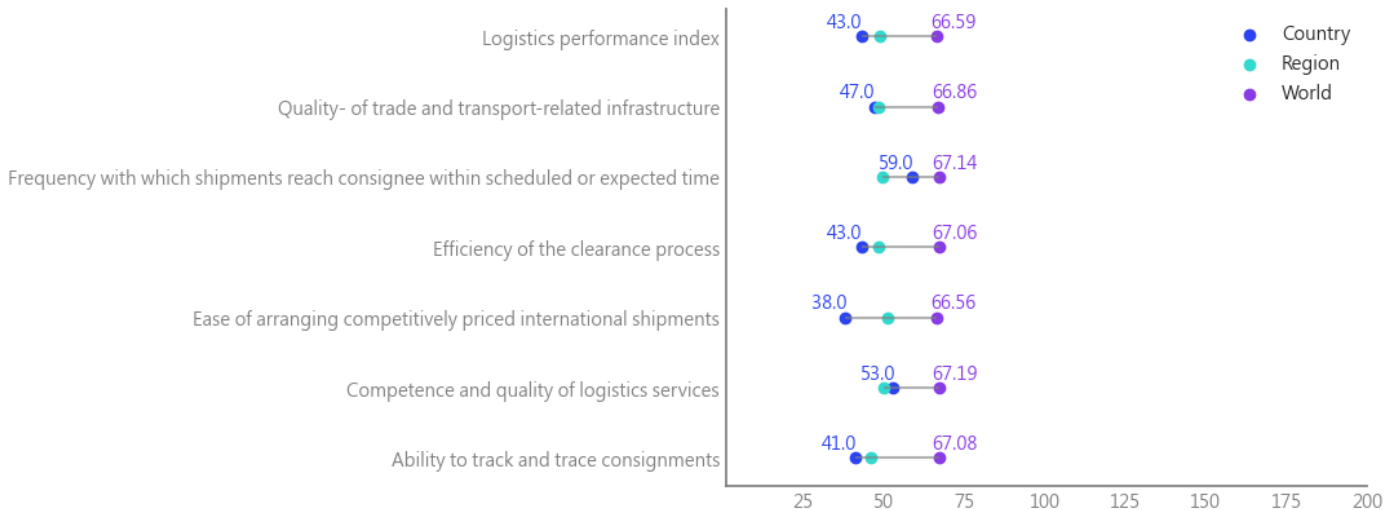 43.0 66.59
Logistics performance index
Country
Region
World
47.0 66.86
Quality- of trade and transport-related infrastructure
59.0 67.14
Frequency with which shipments reach consignee within scheduled or expected time
43.0 67.06
Efficiency of the clearance process
38.0 66.56
Ease of arranging competitively priced international shipments
53.0 67.19
Competence and quality of logistics services
41.0 67.08
Ability to track and trace consignments
25 50 75 100 125 150 175 200